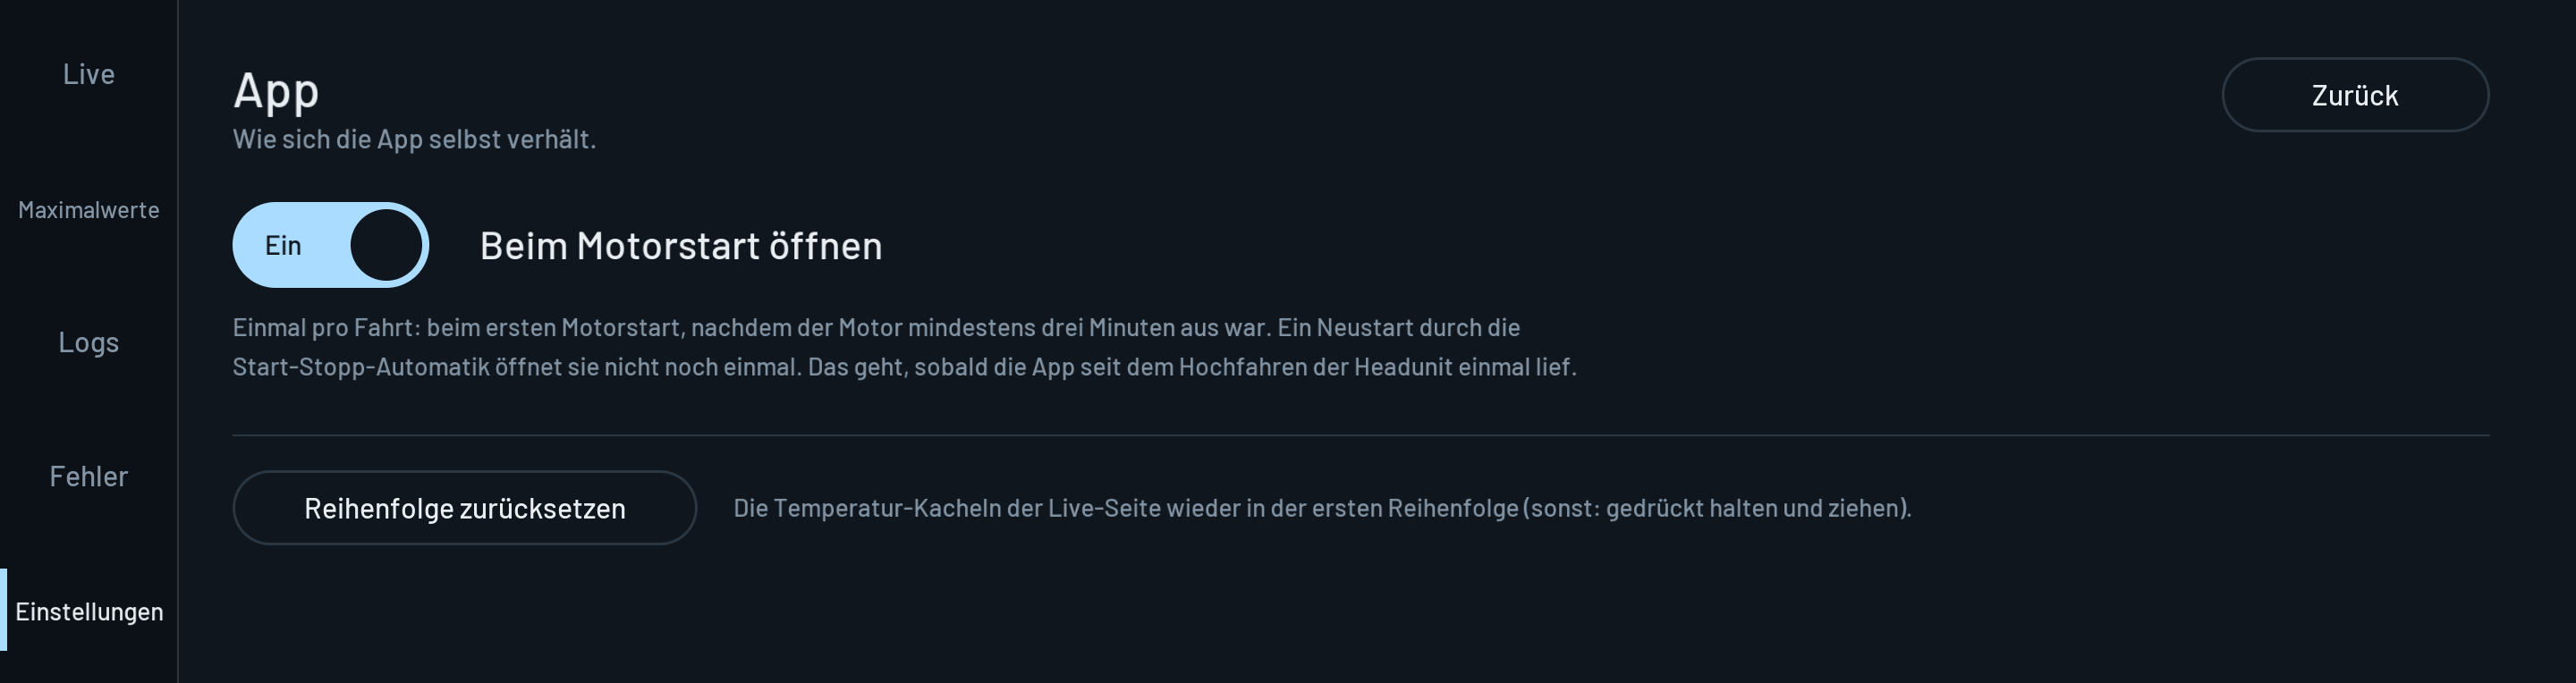 Live
Maximalwerte
Logs
Fehler
Einstellungen
App
Wie sich die App selbst verhält.
Zurück
Ein
Beim Motorstart öffnen
Einmal pro Fahrt: beim ersten Motorstart, nachdem der Motor mindestens drei Minuten aus war. Ein Neustart durch die
Start-Stopp-Automatik öffnet sie nicht noch einmal. Das geht, sobald die App seit dem Hochfahren der Headunit einmal lief.
Reihenfolge zurücksetzen
Die Temperatur-Kacheln der Live-Seite wieder in der ersten Reihenfolge (sonst: gedrückt halten und ziehen).